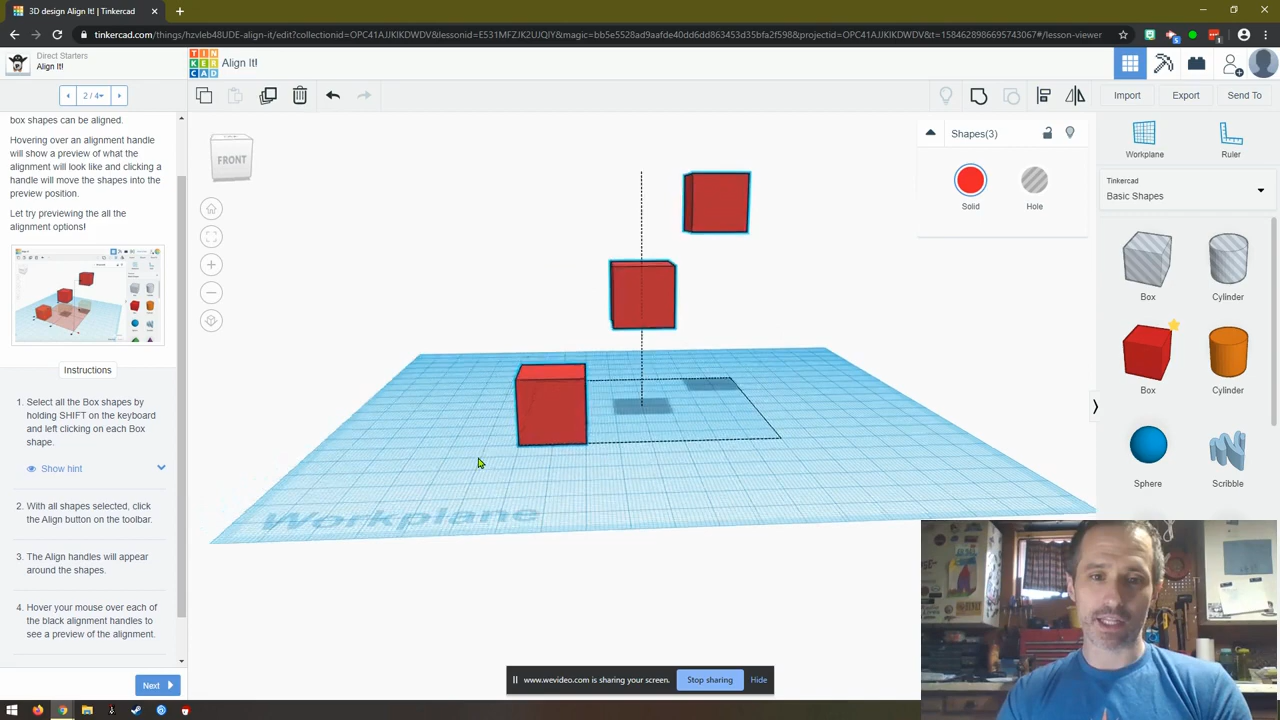 3D design Align It! | Tinkercad
tinkercad.com/things/hzvleb48UDE-align-it/edit?collectionid=OPC41AJJKIKDWDV&lessonid=E531MFZJK2UJQIY&magic=bb5e5528ad9aafde40dd6dd863453d35bfa2f598&projectid=OPC41AJJKIKDWDV&t=1584628986695743067#/lesson-viewer
Direct Starters
Align It!
TIN
KER
CAD
Align It!
2 / 4
Import
Export
Send To
box shapes can be aligned.
Hovering over an alignment handle
will show a preview of what the
alignment will look like and clicking a
handle will move the shapes into the
preview position.
Let try previewing the all the
alignment options!
Instructions
1. Select all the Box shapes by
holding SHIFT on the keyboard
and left clicking on each Box
shape.
Show hint
2. With all shapes selected, click
the Align button on the toolbar.
3. The Align handles will appear
around the shapes.
4. Hover your mouse over each of
the black alignment handles to
see a preview of the alignment.
Next
FRONT
Workplane
Shapes(3)
Solid
Hole
Workplane
Ruler
Tinkercad
Basic Shapes
Box
Cylinder
Box
Cylinder
Sphere
Scribble
www.wevideo.com is sharing your screen.
Stop sharing
Hide